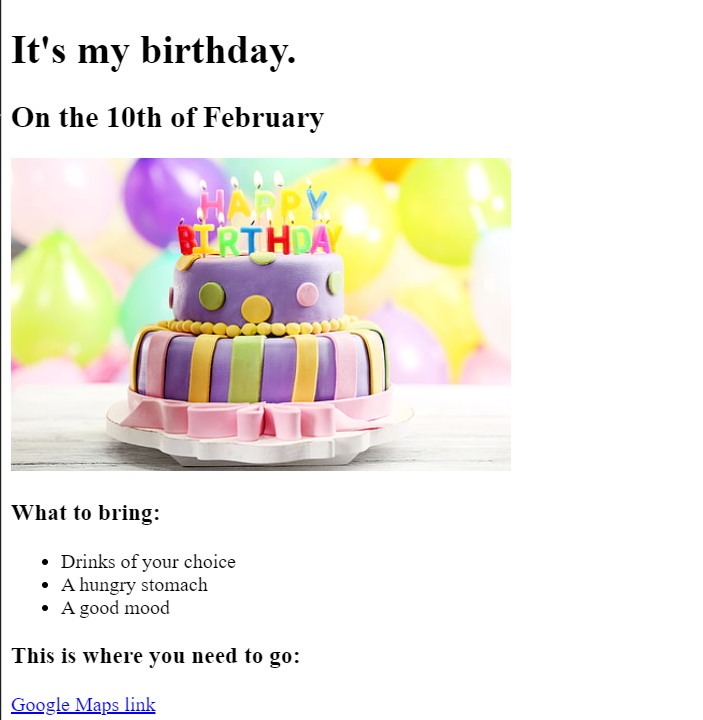 It's my birthday.
On the 10th of February
HAPPY
BIRTHDAY
What to bring:
Drinks of your choice
A hungry stomach
A good mood
This is where you need to go:
Google Maps link